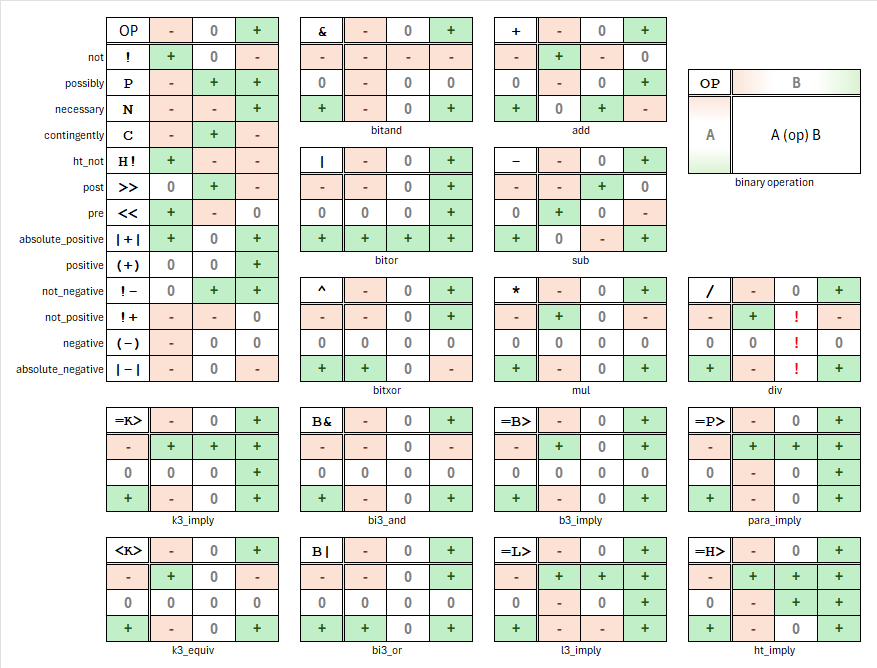 OP - 0 +
not ! + 0 -
possibly P - + +
necessary N - - +
contingently C - + -
ht_not H! + - -
post >> 0 + -
pre << + - 0
absolute_positive |+| + 0 +
positive (+) 0 0 +
not_negative !- 0 + +
not_positive !+ - - 0
negative (-) - 0 0
absolute_negative |-| - 0 -
& - 0 +
- - - -
0 - 0 0
+ - 0 +
bitand
+ - 0 +
- + - 0
0 - 0 +
+ 0 + -
add
OP B
A A (op) B
binary operation
| - 0 +
- - 0 +
0 0 0 +
+ + + +
bitor
- - 0 +
- - + 0
0 + 0 -
+ 0 - +
sub
^ - 0 +
- - 0 +
0 0 0 0
+ + 0 -
bitxor
* - 0 +
- + 0 -
0 0 0 0
+ - 0 +
mul
/ - 0 +
- + ! -
0 0 ! 0
+ - ! +
div
=K> - 0 +
- + + +
0 0 0 +
+ - 0 +
k3_imply
B& - 0 +
- - 0 -
0 0 0 0
+ - 0 +
bi3_and
=B> - 0 +
- + 0 +
0 0 0 0
+ - 0 +
b3_imply
=P> - 0 +
- + + +
0 - 0 +
+ - 0 +
para_imply
<K> - 0 +
- + 0 -
0 0 0 0
+ - 0 +
k3_equiv
B| - 0 +
- - 0 +
0 0 0 0
+ + 0 +
bi3_or
=L> - 0 +
- + + +
0 - 0 +
+ - - +
l3_imply
=H> - 0 +
- + + +
0 - + +
+ - 0 +
ht_imply